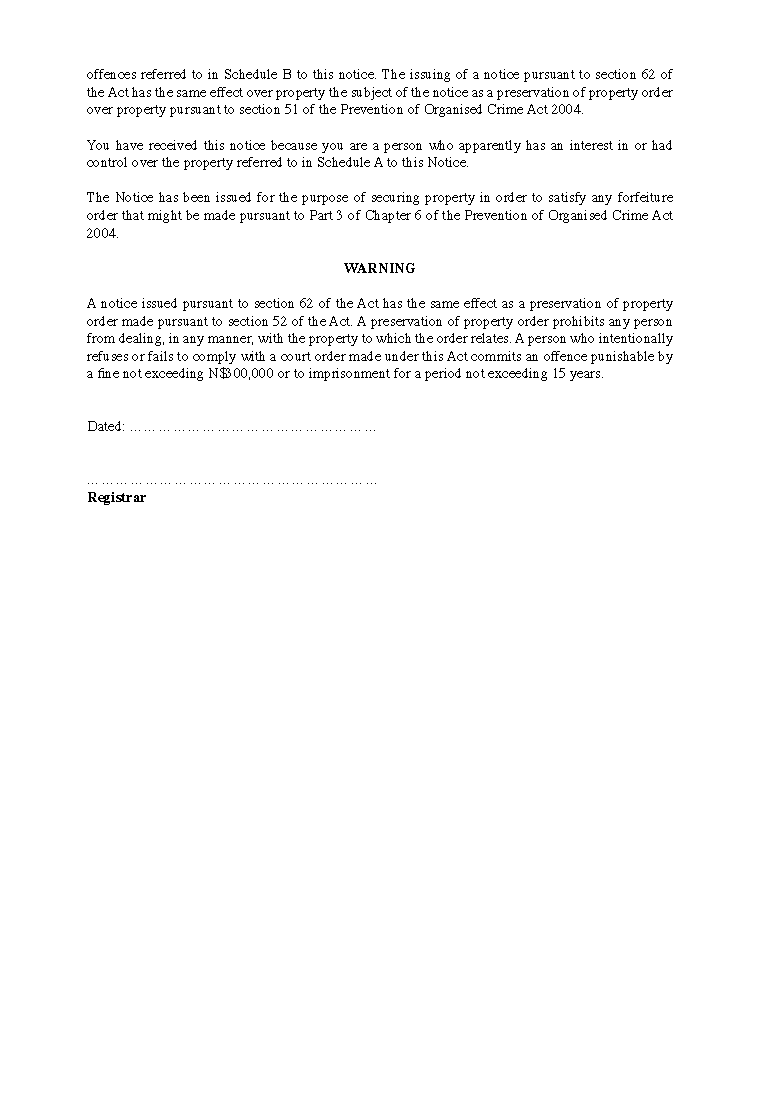 offences referred to in Schedule B to this notice. The issuing of a notice pursuant to section 62 of
the Act has the same effect over property the subject of the notice as a preservation of property order
over property pursuant to section 51 of the Prevention of Organised Crime Act 2004.
You have received this notice because you are a person who apparently has an interest in or had
control over the property referred to in Schedule A to this Notice.
The Notice has been issued for the purpose of securing property in order to satisfy any forfeiture
order that might be made pursuant to Part 3 of Chapter 6 of the Prevention of Organised Crime Act
2004.
WARNING
A notice issued pursuant to section 62 of the Act has the same effect as a preservation of property
order made pursuant to section 52 of the Act. A preservation of property order prohibits any person
from dealing, in any manner, with the property to which the order relates. A person who intentionally
refuses or fails to comply with a court order made under this Act commits an offence punishable by
a fine not exceeding N$300,000 or to imprisonment for a period not exceeding 15 years.
Dated: ……………………………………………
……………………………………………………
Registrar